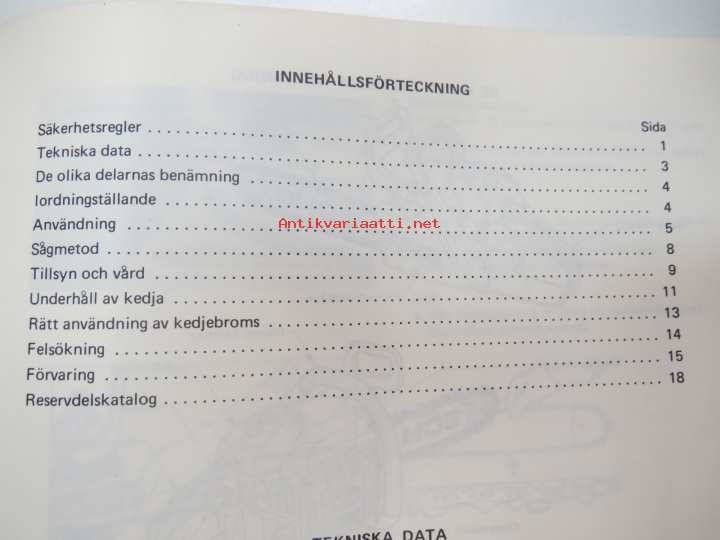 INNEHÅLLSFÖRTECKNING
Sida
Säkerhetsregler 1
Tekniska data 3
De olika delarnas benämning 4
Iordningställande 4
Användning 5
Antikvariaatti.net
Sågmetod 8
Tillsyn och vård 9
Underhåll av kedja 11
Rätt användning av kedjebroms 13
Felsökning 14
Förvaring 15
Reservdelskatalog 18
TEKNISKA DATA